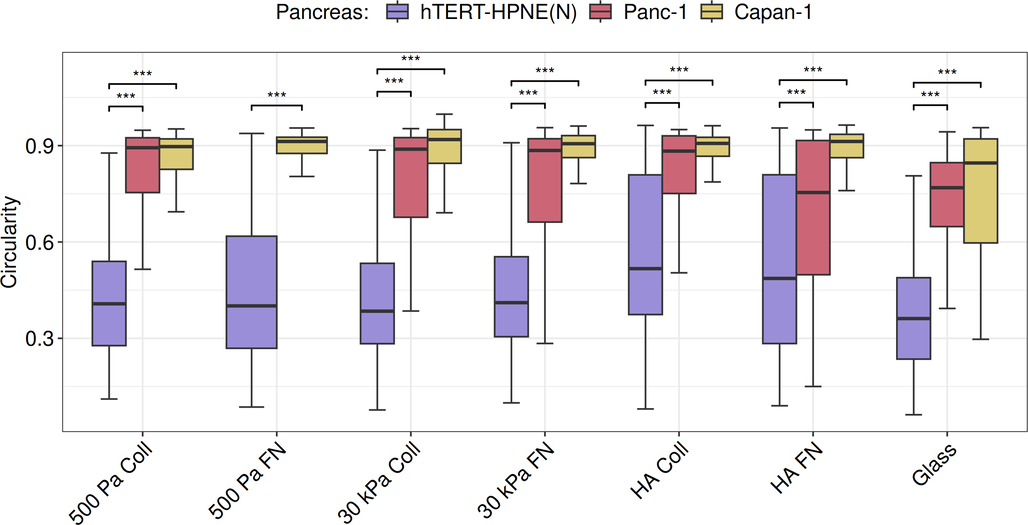 Pancreas: hTERT-HPNE(N) Panc-1 Capan-1
*** *** *** *** *** *** *** *** *** *** *** *** ***
Circularity
0.9
0.6
0.3
500 Pa Coll
500 Pa FN
30 kPa Coll
30 kPa FN
HA Coll
HA FN
Glass